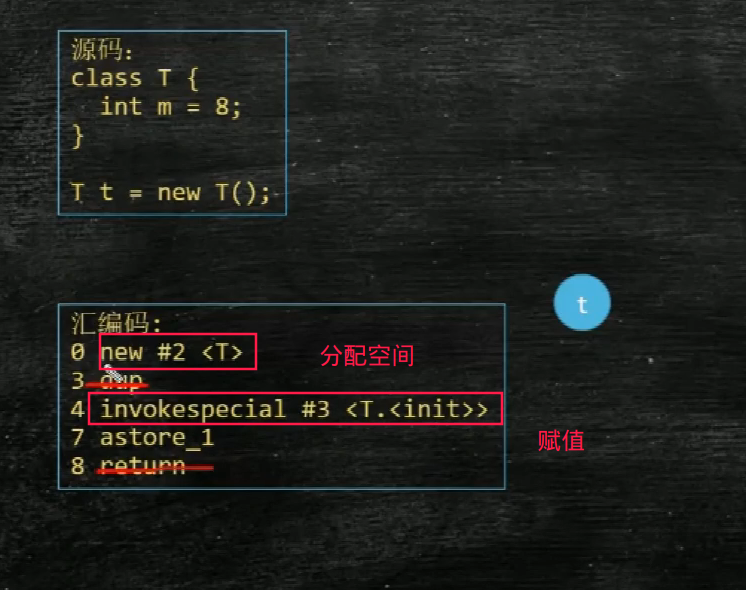 源码:
class T {
int m = 8;
}
T t = new T();
t
汇编码:
0 new #2 <T>
分配空间
3 dup
4 invokespecial #3 <T.<init>>
7 astore_1
赋值
8 return